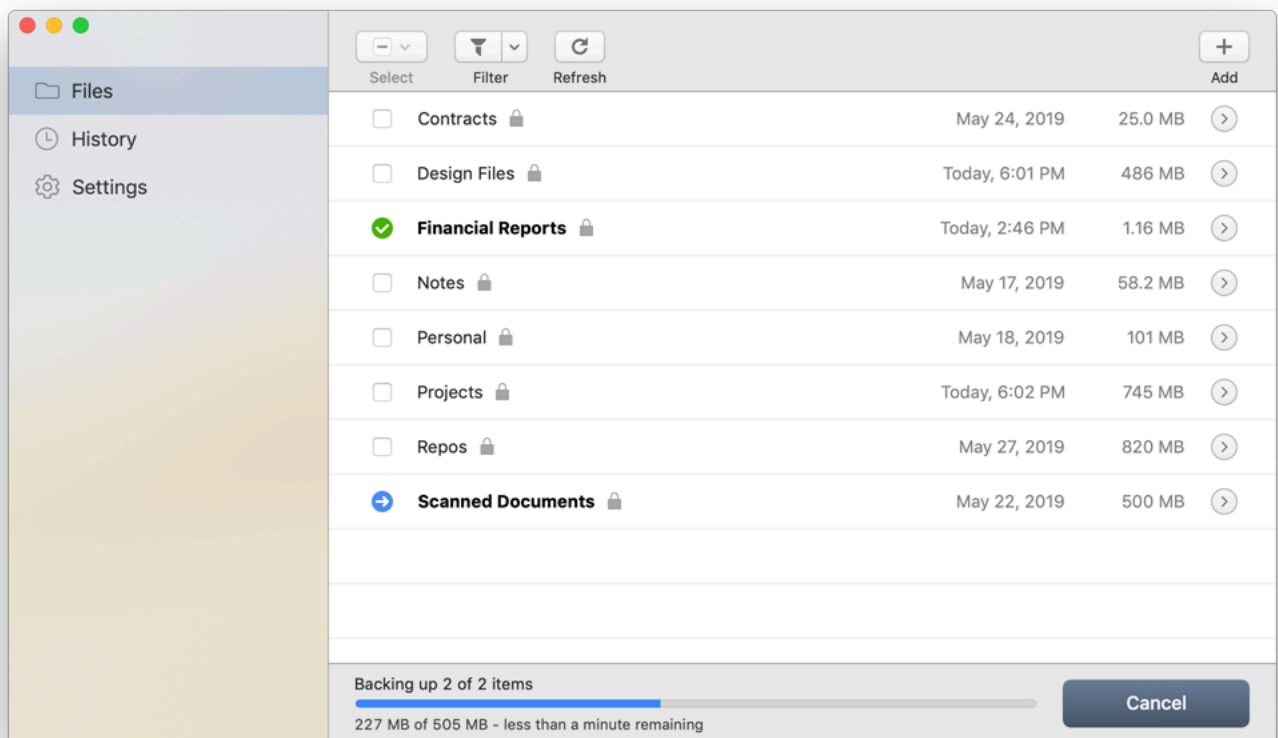 Select
Filter
Refresh
Add
Files
History
Settings
Contracts May 24, 2019 25.0 MB
Design Files Today, 6:01 PM 486 MB
Financial Reports Today, 2:46 PM 1.16 MB
Notes May 17, 2019 58.2 MB
Personal May 18, 2019 101 MB
Projects Today, 6:02 PM 745 MB
Repos May 27, 2019 820 MB
Scanned Documents May 22, 2019 500 MB
Backing up 2 of 2 items
227 MB of 505 MB - less than a minute remaining
Cancel